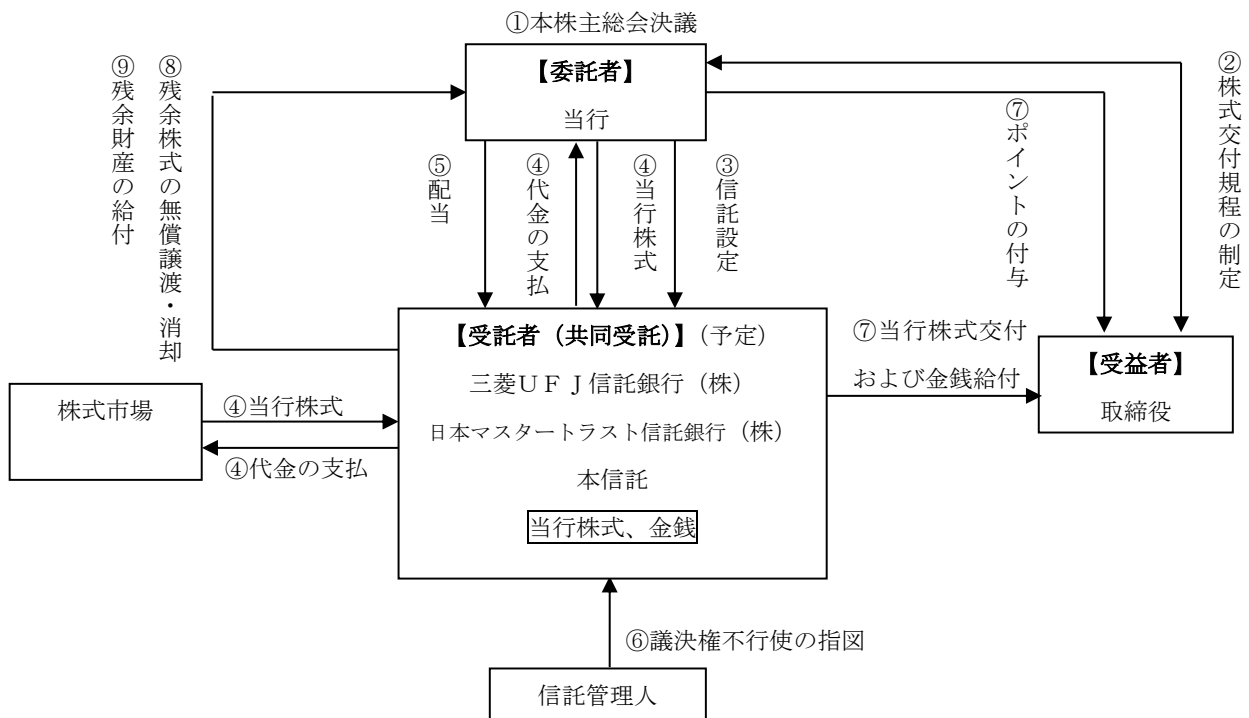 ①本株主総会決議
【委託者】
当行
⑨残余財産の給付
⑧残余株式の無償譲渡・消却
⑤配当
④代金の支払
④当行株式
③信託設定
⑦ポイントの付与
②株式交付規程の制定
【受託者（共同受託）】（予定）
三菱ＵＦＪ信託銀行（株）
日本マスタートラスト信託銀行（株）
本信託
当行株式、金銭
株式市場
④当行株式
④代金の支払
⑦当行株式交付
および金銭給付
【受益者】
取締役
⑥議決権不行使の指図
信託管理人